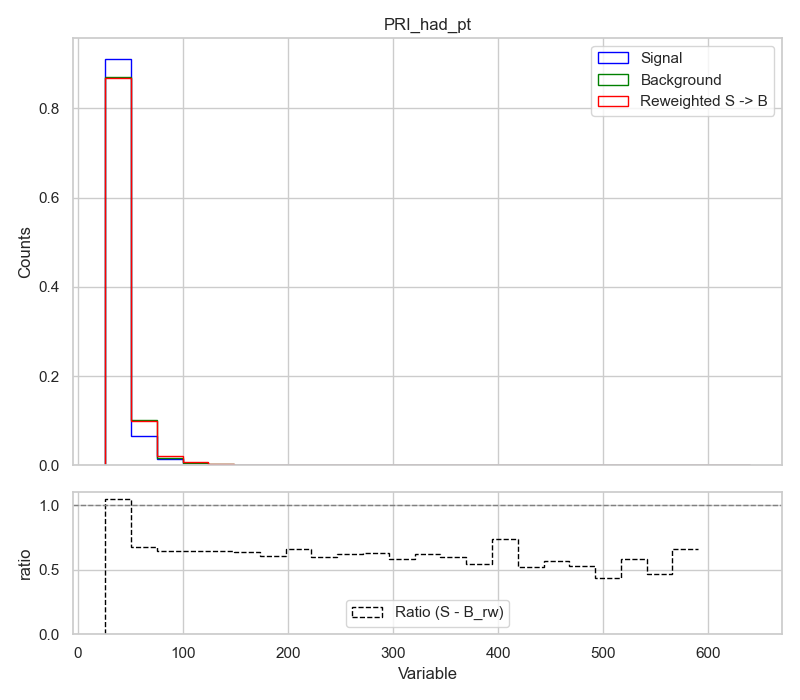 PRI_had_pt
Signal
Background
Reweighted S -> B
0.8
0.6
0.4
0.2
0.0
Counts
1.0
0.5
0.0
ratio
Ratio (S - B_rw)
0 100 200 300 400 500 600
Variable